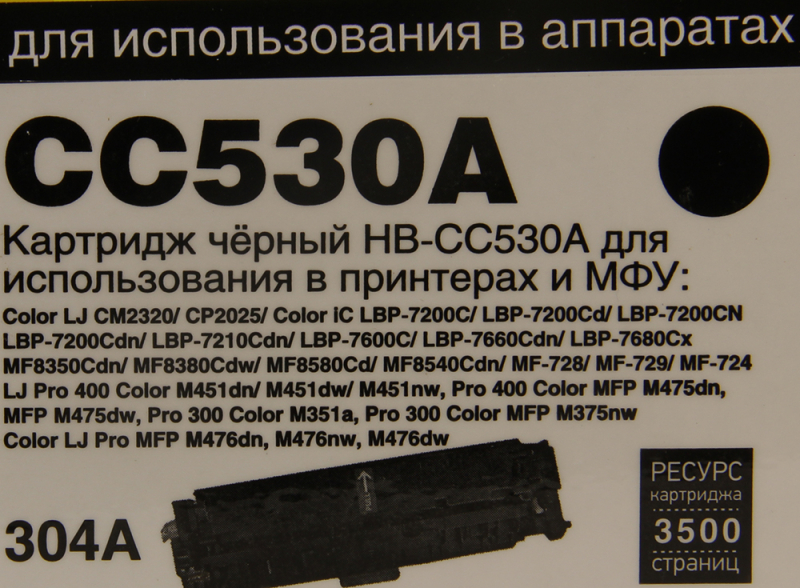 для использования в аппаратах
CC530A
Картридж чёрный HB-CC530A для
использования в принтерах и МФУ:
Color LJ CM2320/ CP2025/ Color iC LBP-7200C/ LBP-7200Cd/ LBP-7200CN
LBP-7200Cdn/ LBP-7210Cdn/ LBP-7600C/ LBP-7660Cdn/ LBP-7680Cx
MF8350Cdn/ MF8380Cdw/ MF8580Cd/ MF8540Cdn/ MF-728/ MF-729/ MF-724
LJ Pro 400 Color M451dn/ M451dw/ M451nw, Pro 400 Color MFP M475dn,
MFP M475dw, Pro 300 Color M351a, Pro 300 Color MFP M375nw
Color LJ Pro MFP M476dn, M476nw, M476dw
304A
РЕСУРС
картриджа
3500
страниц